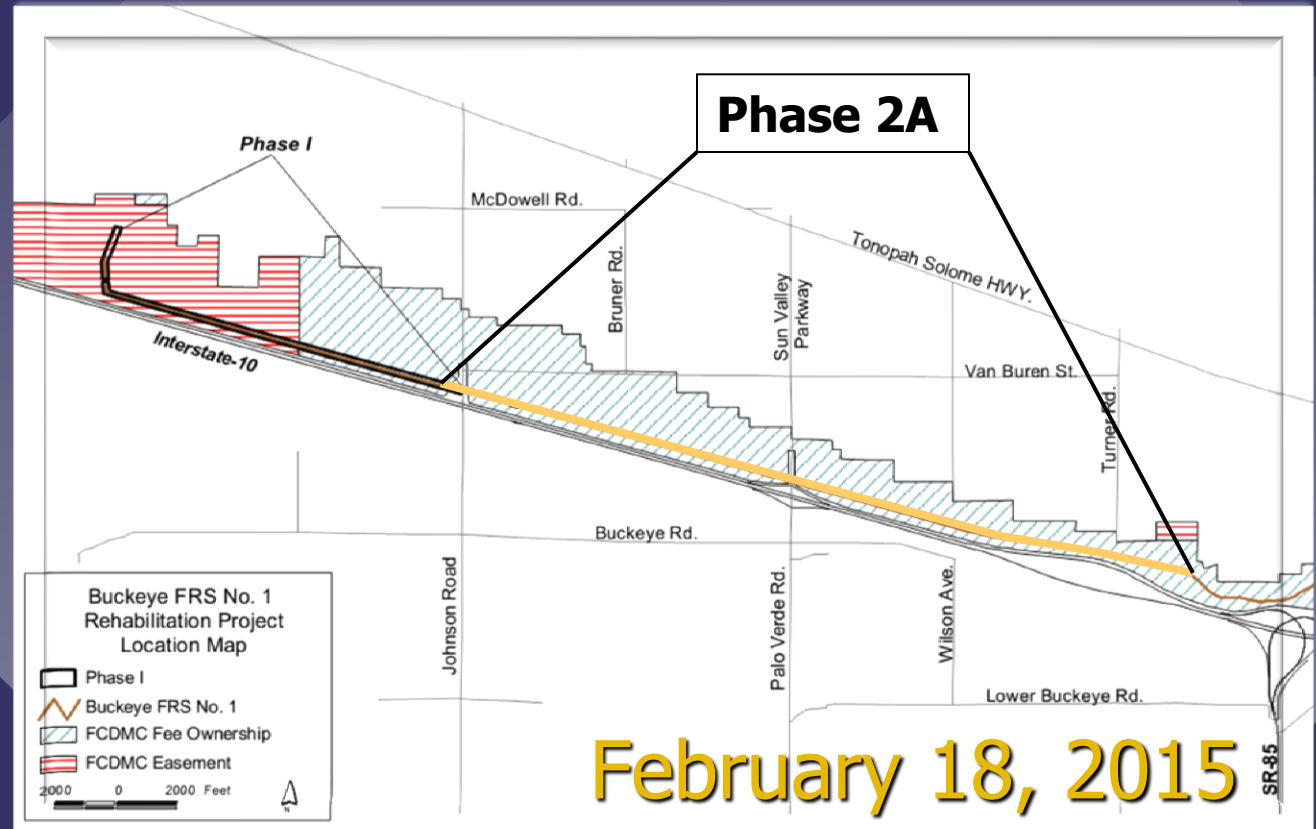 Phase 2A
Phase I
McDowell Rd.
Bruner Rd.
Sun Valley
Parkway
Tonopah Solome HWY.
Interstate-10
Van Buren St.
Turner Rd.
Buckeye Rd.
Johnson Road
Palo Verde Rd.
Wilson Ave.
Lower Buckeye Rd.
SR-85
Buckeye FRS No. 1
Rehabilitation Project
Location Map
Phase I
Buckeye FRS No. 1
FCDMC Fee Ownership
FCDMC Easement
2000 0 2000 Feet
N
February 18, 2015